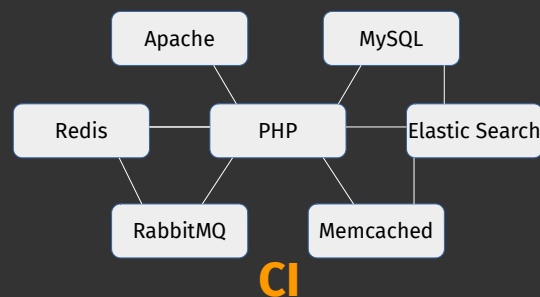 Apache
MySQL
Redis
PHP
Elastic Search
RabbitMQ
Memcached
CI